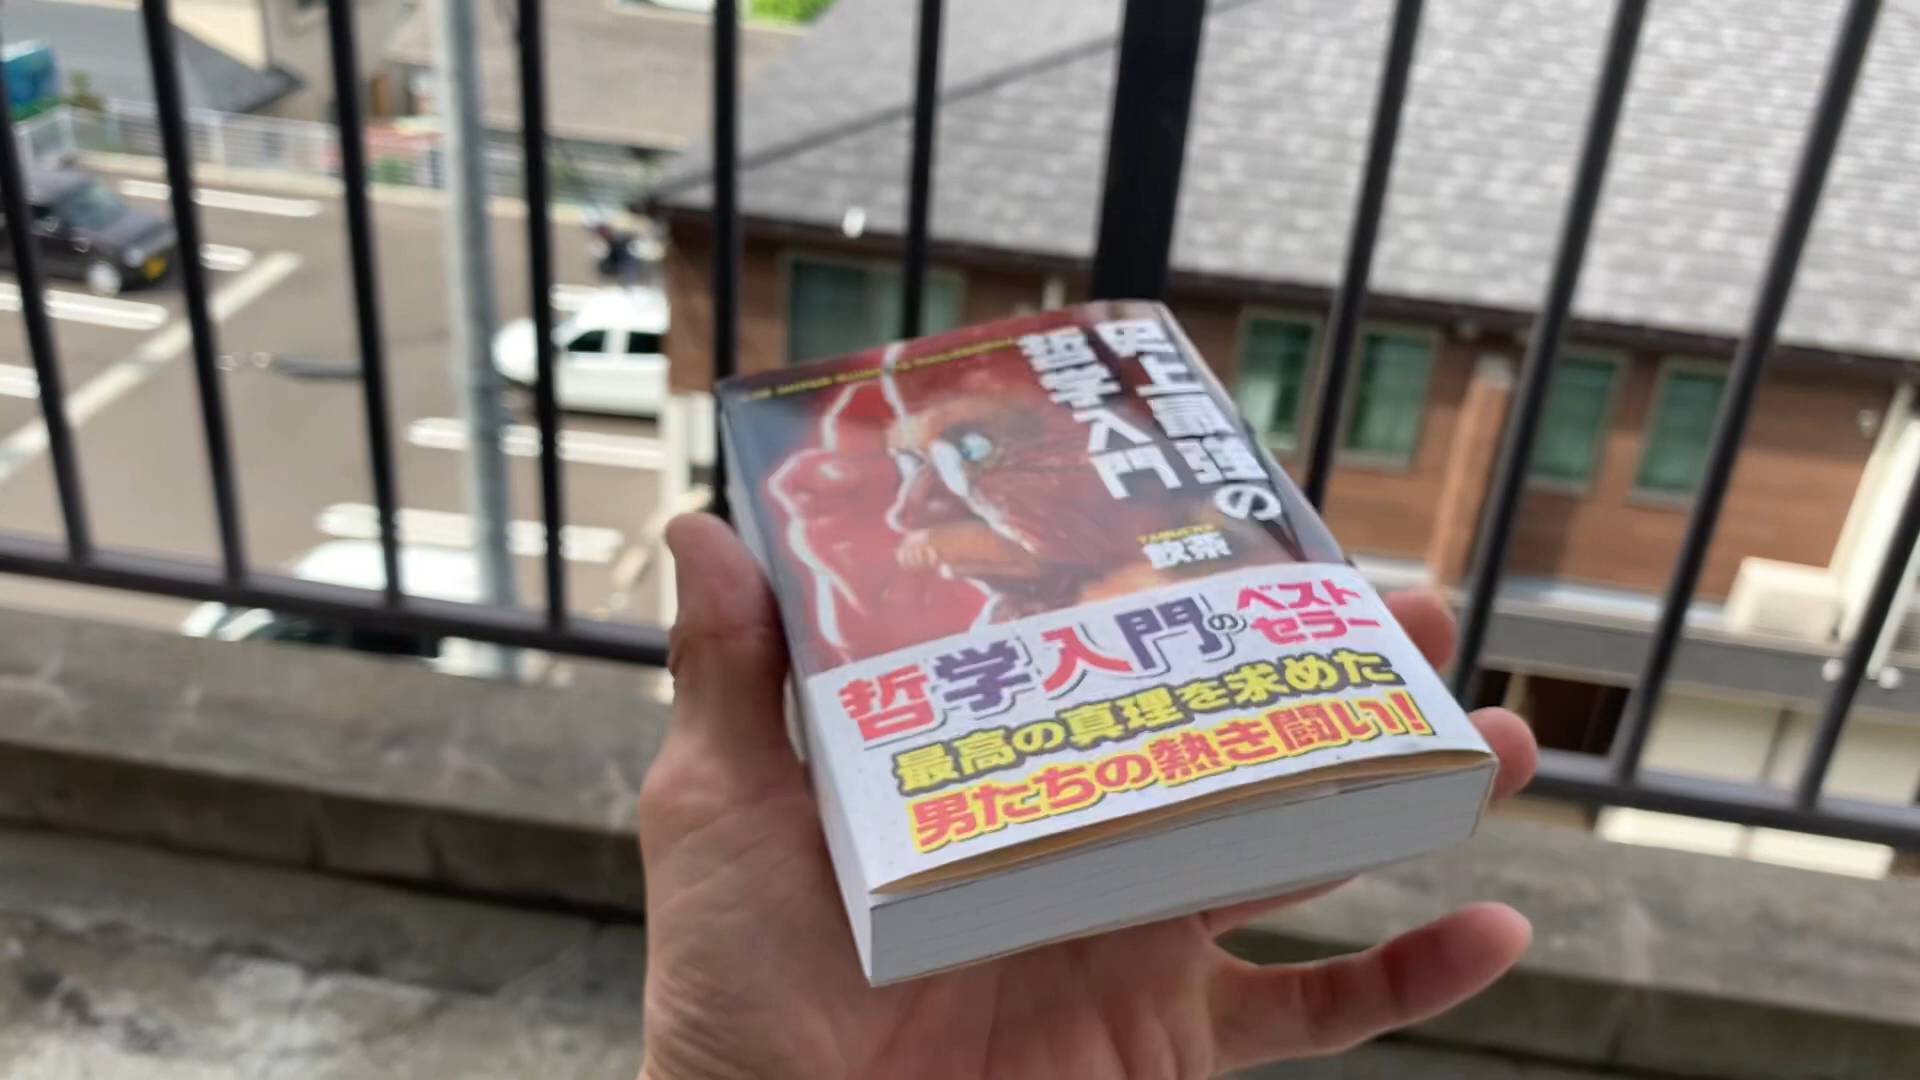 史上最強の
哲学入門
飲茶
哲学入門のベストセラー
最高の真理を求めた
男たちの熱き闘い!